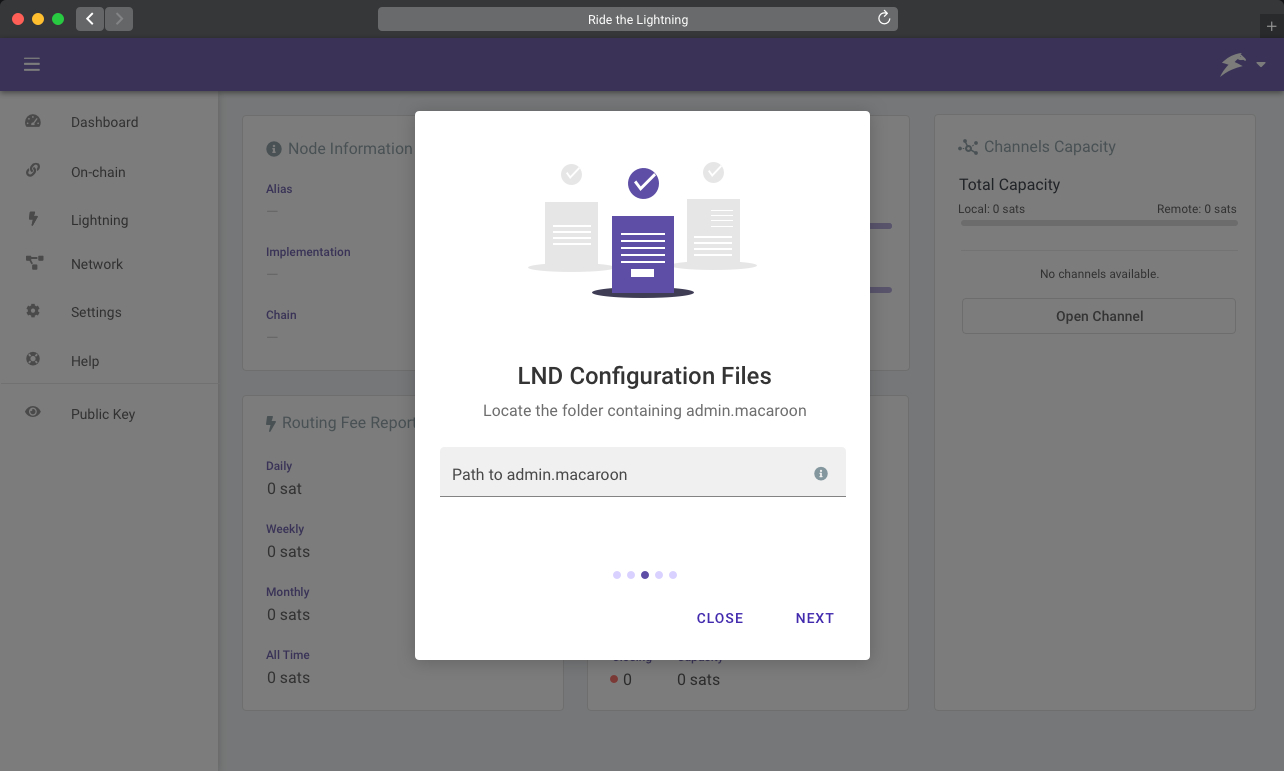 Ride the Lightning
Dashboard
On-chain
Lightning
Network
Settings
Help
Public Key
Node Information
Alias
—
Implementation
—
Chain
—
Routing Fee Report
Daily
0 sat
Weekly
0 sats
Monthly
0 sats
All Time
0 sats
LND Configuration Files
Locate the folder containing admin.macaroon
Path to admin.macaroon
CLOSE NEXT
0 0 sats
Channels Capacity
Total Capacity
Local: 0 sats Remote: 0 sats
No channels available.
Open Channel